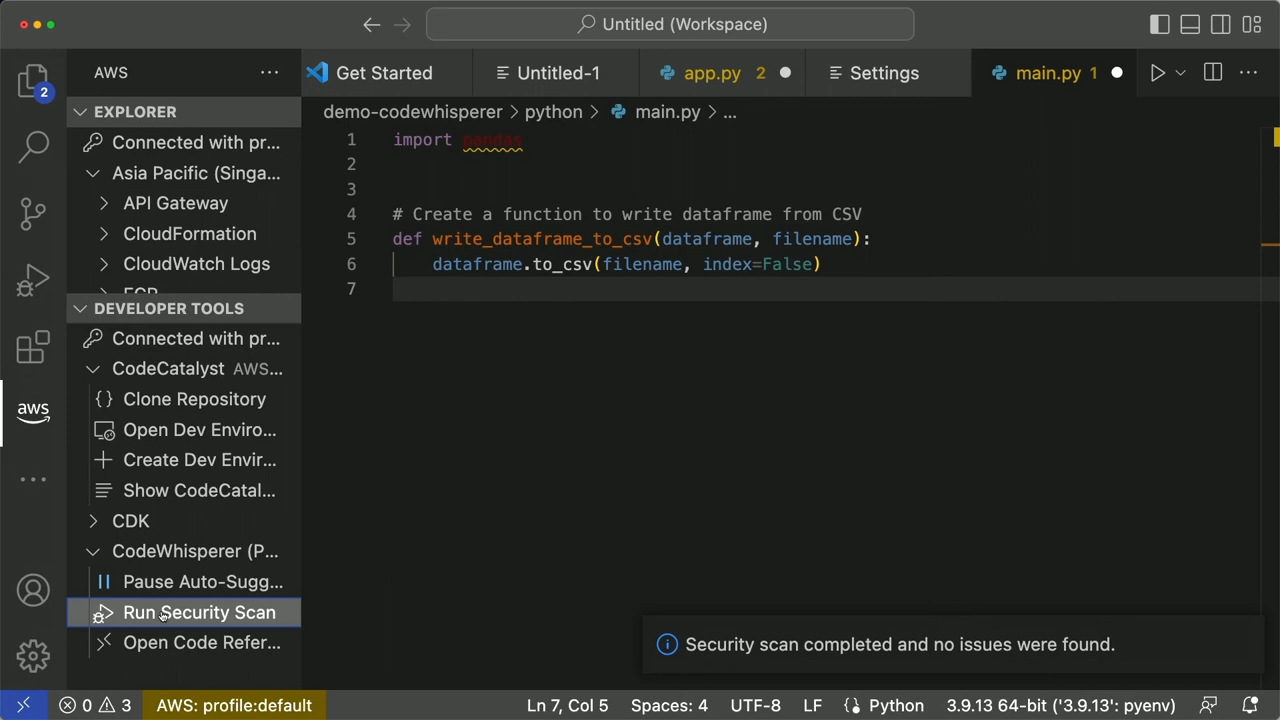 Untitled (Workspace)
AWS
Get Started
Untitled-1
app.py 2
Settings
main.py 1
2
EXPLORER
demo-codewhisperer > python > main.py > ...
Connected with pr...
Asia Pacific (Singa...
API Gateway
CloudFormation
CloudWatch Logs
ECR
DEVELOPER TOOLS
Connected with pr...
CodeCatalyst AWS...
Clone Repository
Open Dev Enviro...
Create Dev Envir...
Show CodeCatal...
CDK
CodeWhisperer (P...
Pause Auto-Sugg...
Run Security Scan
Open Code Refer...
aws
1 import pandas
2
3
4 # Create a function to write dataframe from CSV
5 def write_dataframe_to_csv(dataframe, filename):
6 dataframe.to_csv(filename, index=False)
7
Security scan completed and no issues were found.
0 3 AWS: profile:default Ln 7, Col 5 Spaces: 4 UTF-8 LF Python 3.9.13 64-bit ('3.9.13': pyenv)